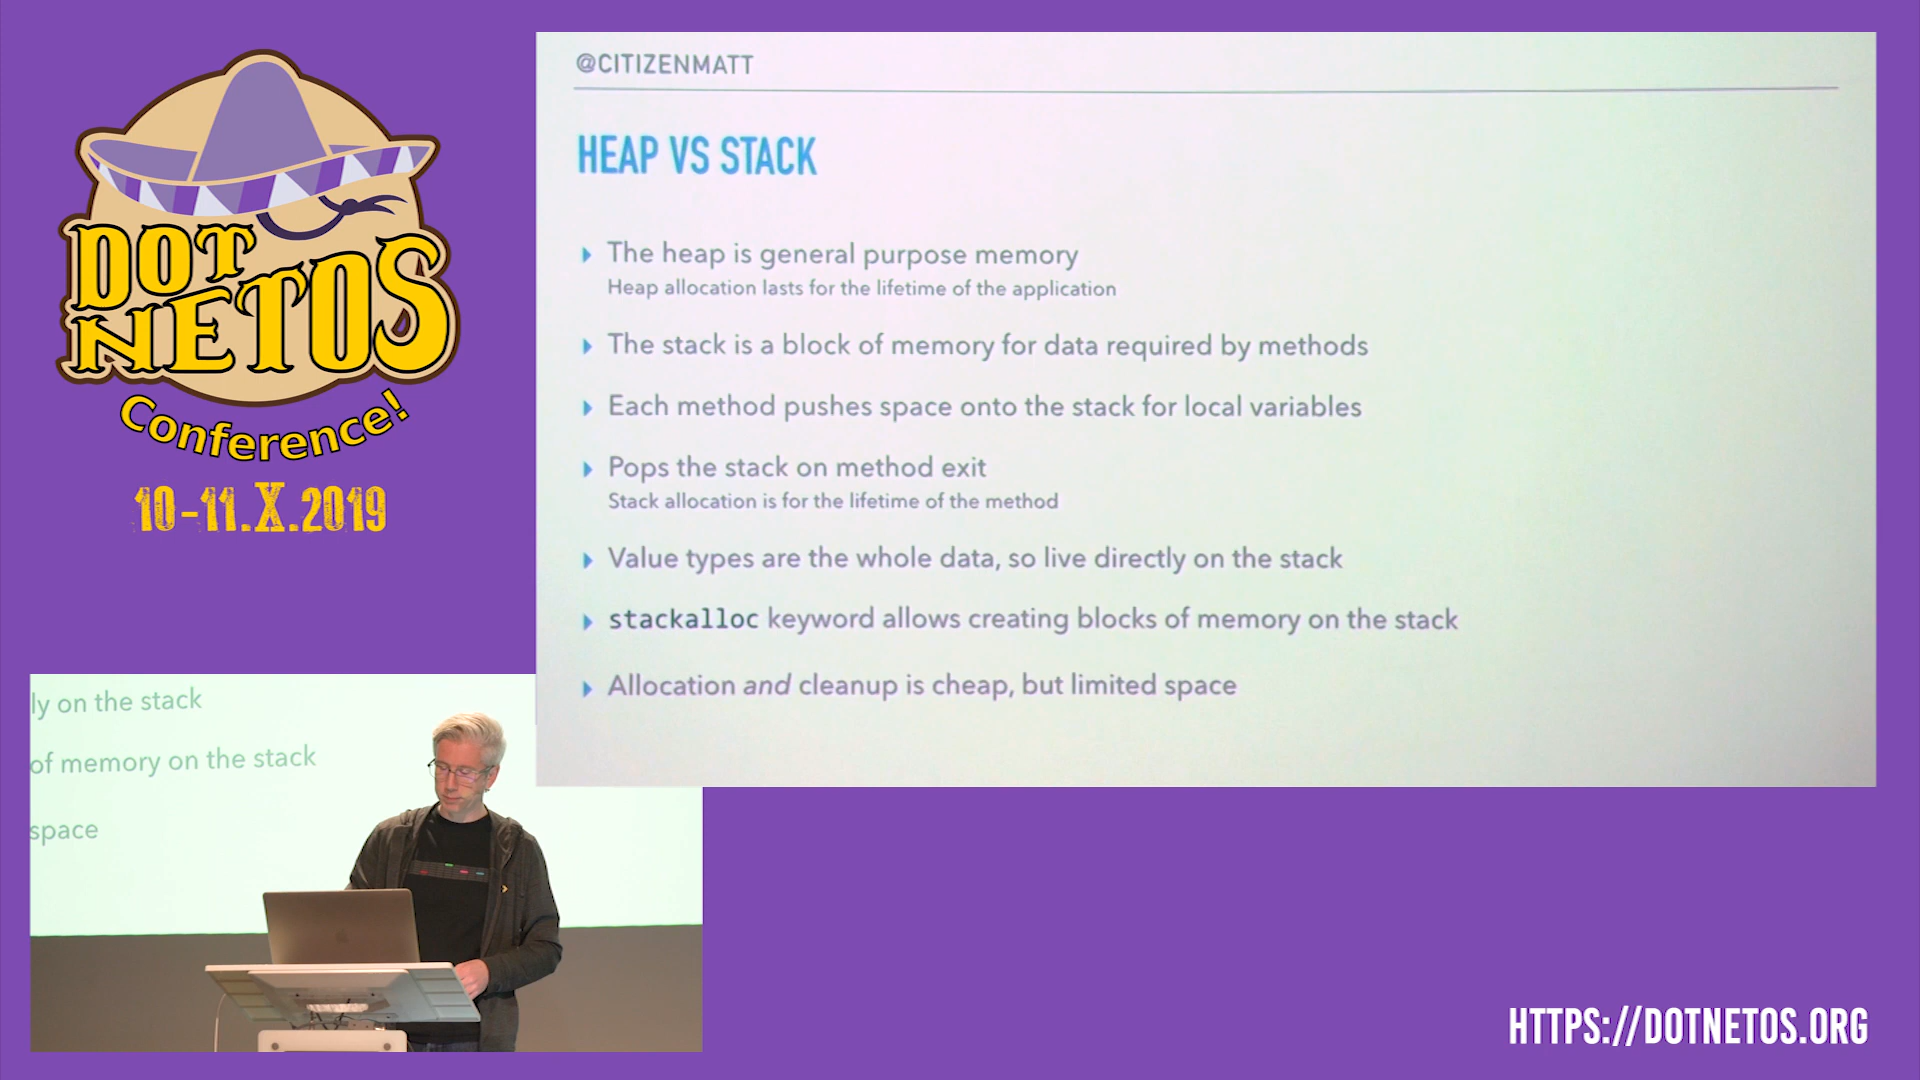 DOT
NETOS
Conference!
10-11.X.2019
@CITIZENMATT
HEAP VS STACK
The heap is general purpose memory
Heap allocation lasts for the lifetime of the application
The stack is a block of memory for data required by methods
Each method pushes space onto the stack for local variables
Pops the stack on method exit
Stack allocation is for the lifetime of the method
Value types are the whole data, so live directly on the stack
stackalloc keyword allows creating blocks of memory on the stack
Allocation and cleanup is cheap, but limited space
ly on the stack
of memory on the stack
space
HTTPS://DOTNETOS.ORG